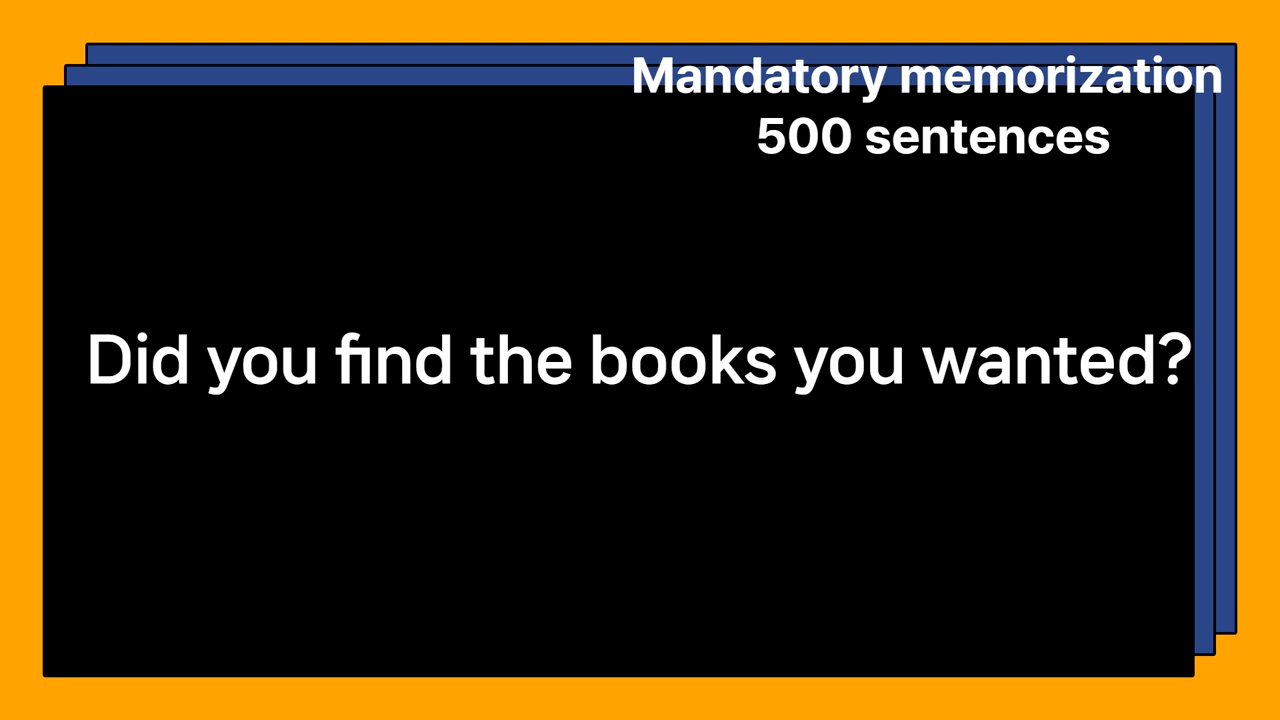 Mandatory memorization
500 sentences
Did you find the books you wanted?